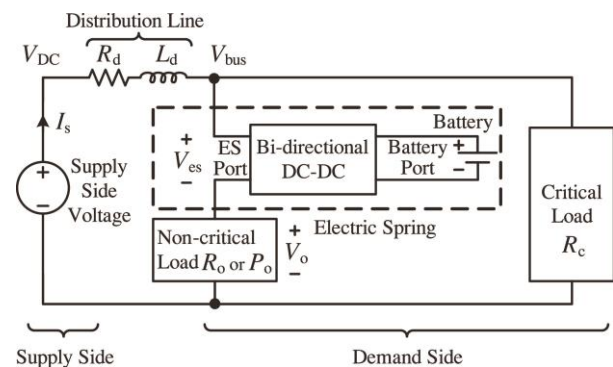 Distribution Line
V_DC
R_d
L_d
V_bus
I_s
+
−
Supply
Side
Voltage
+
V_es
−
ES
Port
Bi-directional
DC-DC
Battery
Battery
Port
+
−
Electric Spring
Non-critical
Load R_o or P_o
+
V_o
−
Critical
Load
R_c
Supply Side
Demand Side